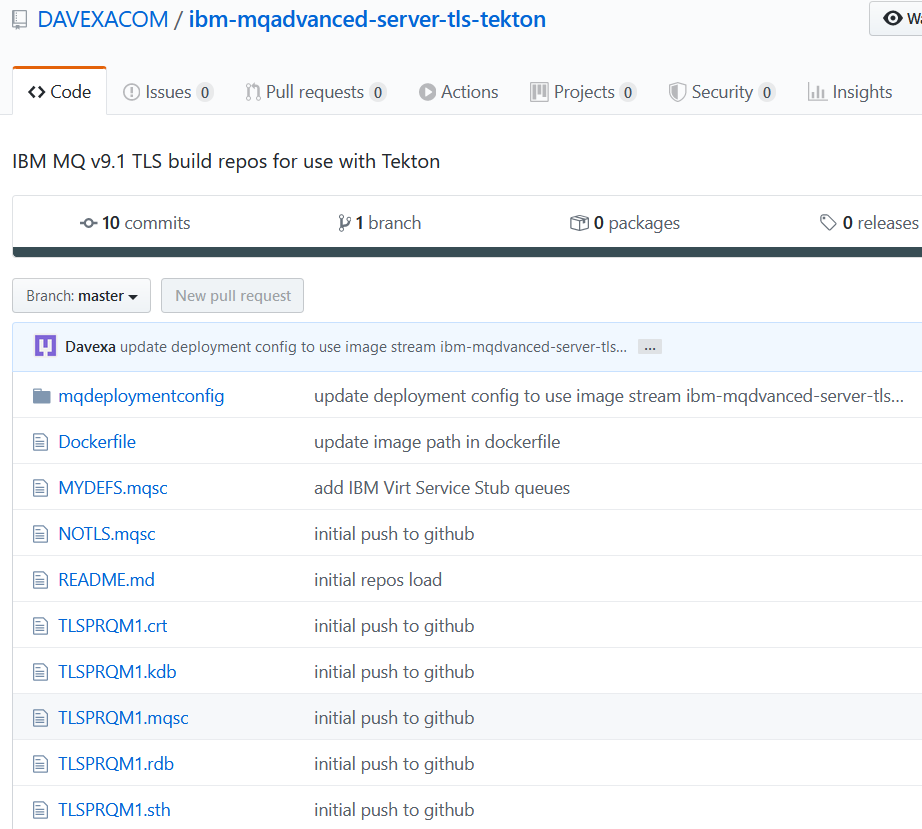 DAVEXACOM / ibm-mqadvanced-server-tls-tekton
Code Issues 0 Pull requests 0 Actions Projects 0 Security 0 Insights
IBM MQ v9.1 TLS build repos for use with Tekton
10 commits 1 branch 0 packages 0 releases
Branch: master New pull request
Davexa update deployment config to use image stream ibm-mqdvanced-server-tls... ...
mqdeploymentconfig update deployment config to use image stream ibm-mqdvanced-server-tls...
Dockerfile update image path in dockerfile
MYDEFS.mqsc add IBM Virt Service Stub queues
NOTLS.mqsc initial push to github
README.md initial repos load
TLSPRQM1.crt initial push to github
TLSPRQM1.kdb initial push to github
TLSPRQM1.mqsc initial push to github
TLSPRQM1.rdb initial push to github
TLSPRQM1.sth initial push to github